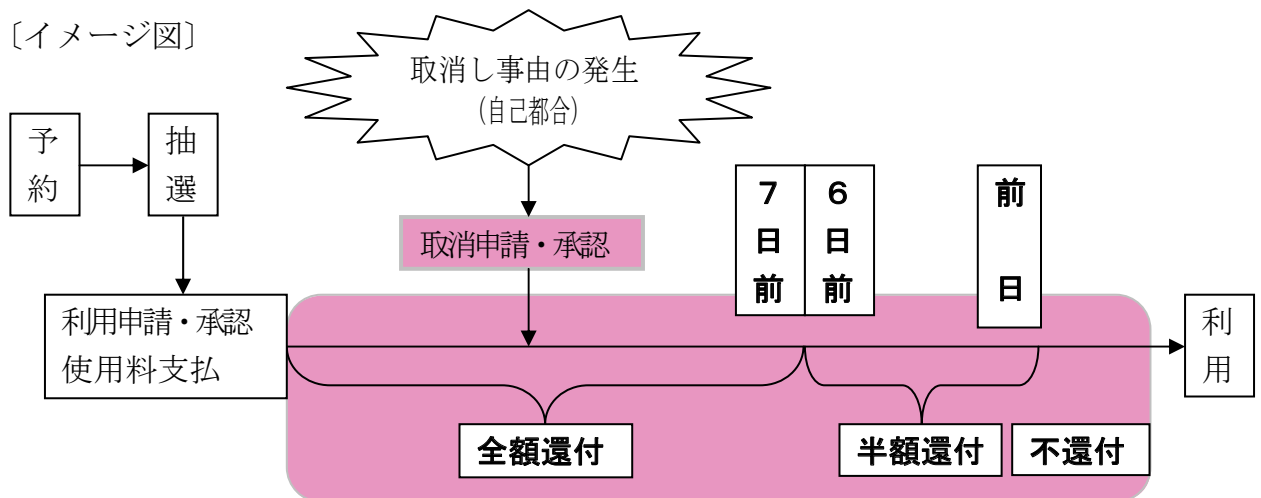 〔イメージ図〕
取消し事由の発生
(自己都合)
予約
抽選
取消申請・承認
７日前
６日前
前日
利用申請・承認
使用料支払
利用
全額還付
半額還付
不還付